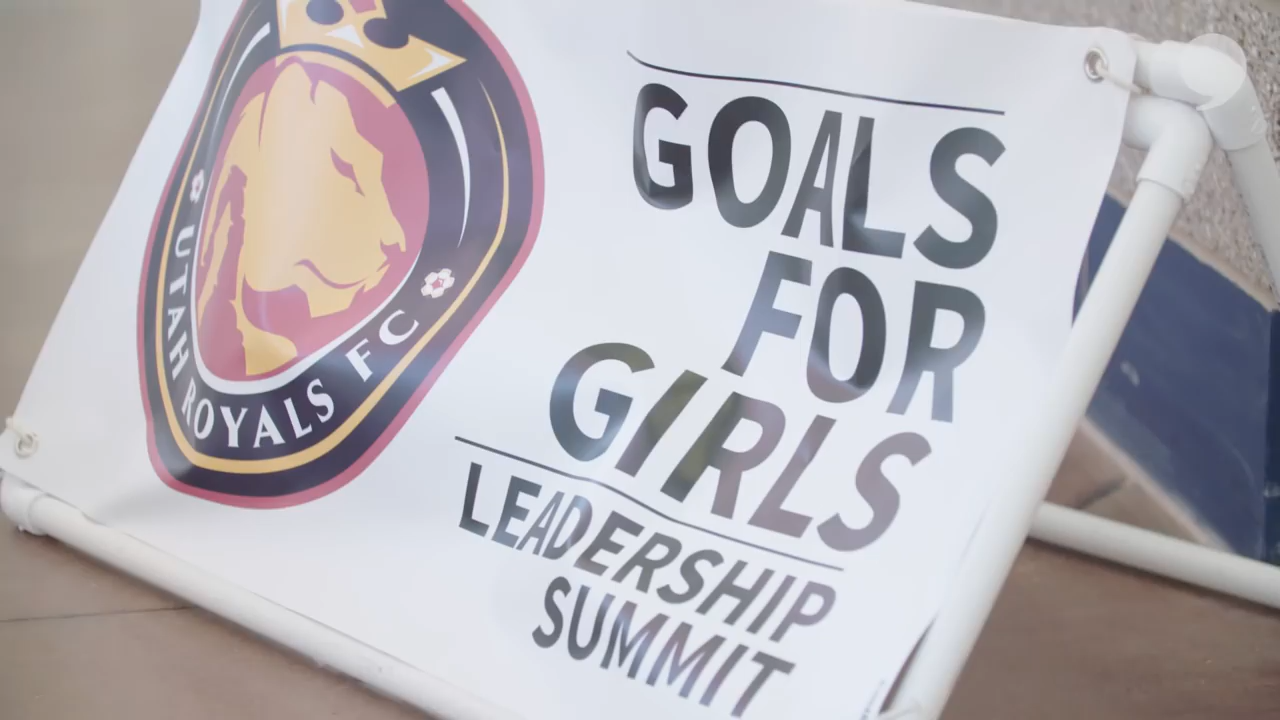 UTAH ROYALS FC
GOALS
FOR
GIRLS
LEADERSHIP
SUMMIT